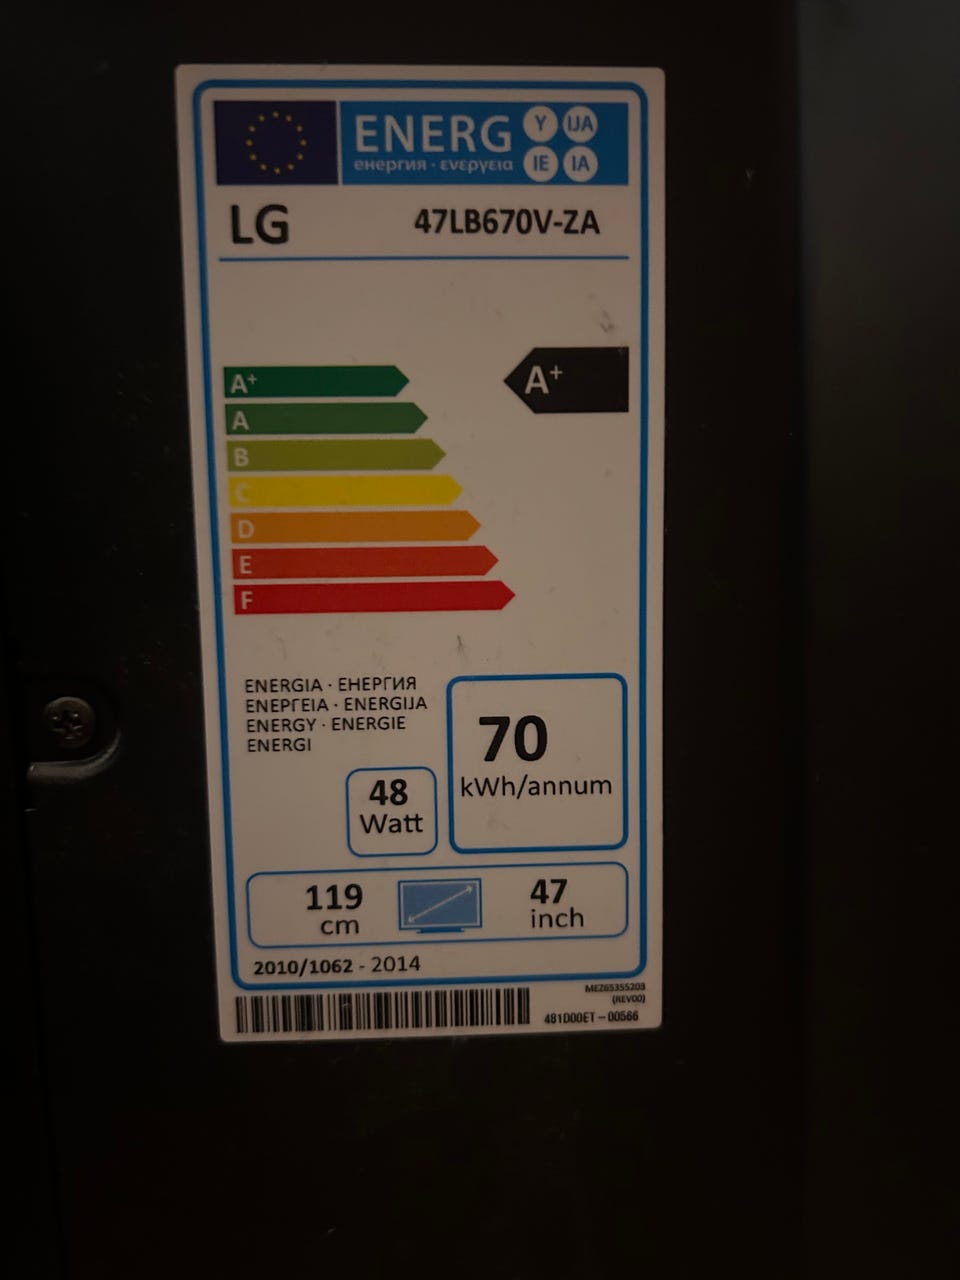 ENERG Y IJA
енергия · ενεργεια IE IA
LG 47LB670V-ZA
A+
A+
A
B
C
D
E
F
ENERGIA · ЕНЕРГИЯ
ΕΝΕΡΓΕΙΑ · ENERGIJA
ENERGY · ENERGIE
ENERGI
70
kWh/annum
48
Watt
119
cm
47
inch
2010/1062 - 2014
MEZ65355203
(REV00)
481D00ET-00566